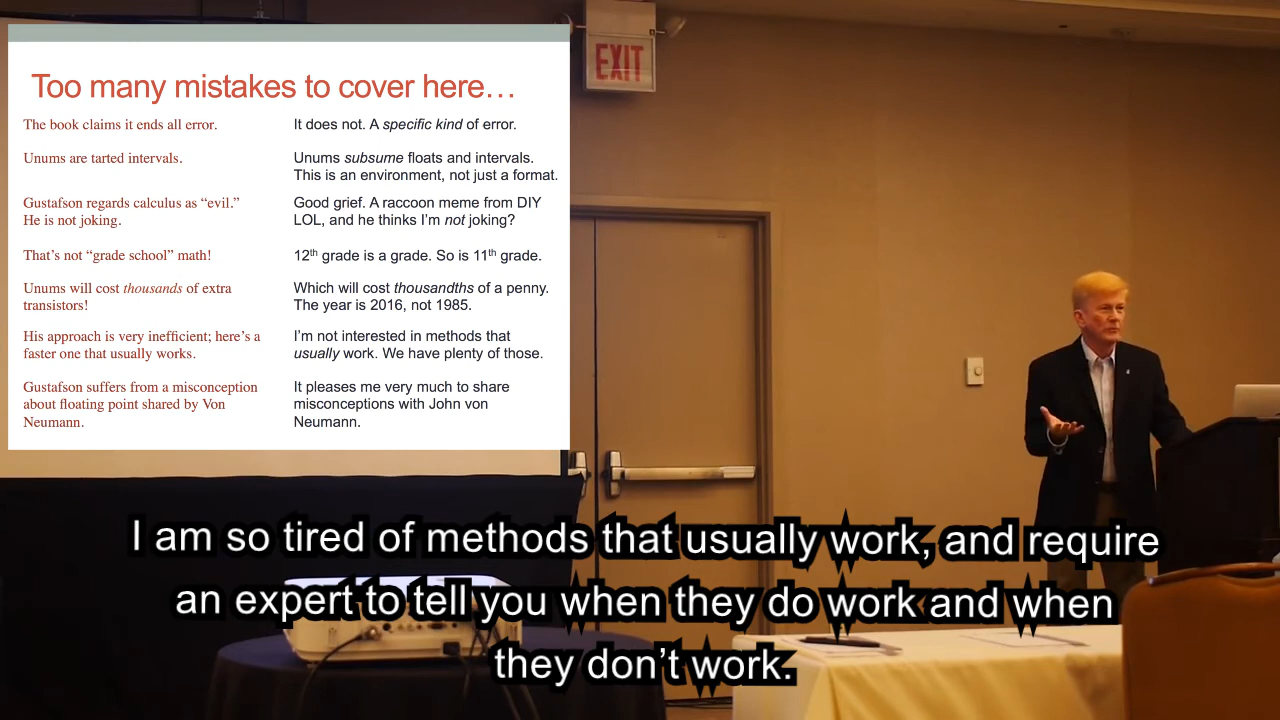 Too many mistakes to cover here…
The book claims it ends all error.
It does not. A specific kind of error.
Unums are tarted intervals.
Unums subsume floats and intervals.
This is an environment, not just a format.
Gustafson regards calculus as “evil.”
He is not joking.
Good grief. A raccoon meme from DIY
LOL, and he thinks I’m not joking?
That’s not “grade school” math!
12th grade is a grade. So is 11th grade.
Unums will cost thousands of extra
transistors!
Which will cost thousandths of a penny.
The year is 2016, not 1985.
His approach is very inefficient; here’s a
faster one that usually works.
I’m not interested in methods that
usually work. We have plenty of those.
Gustafson suffers from a misconception
about floating point shared by Von
Neumann.
It pleases me very much to share
misconceptions with John von
Neumann.
EXIT
I am so tired of methods that usually work, and require
an expert to tell you when they do work and when
they don’t work.